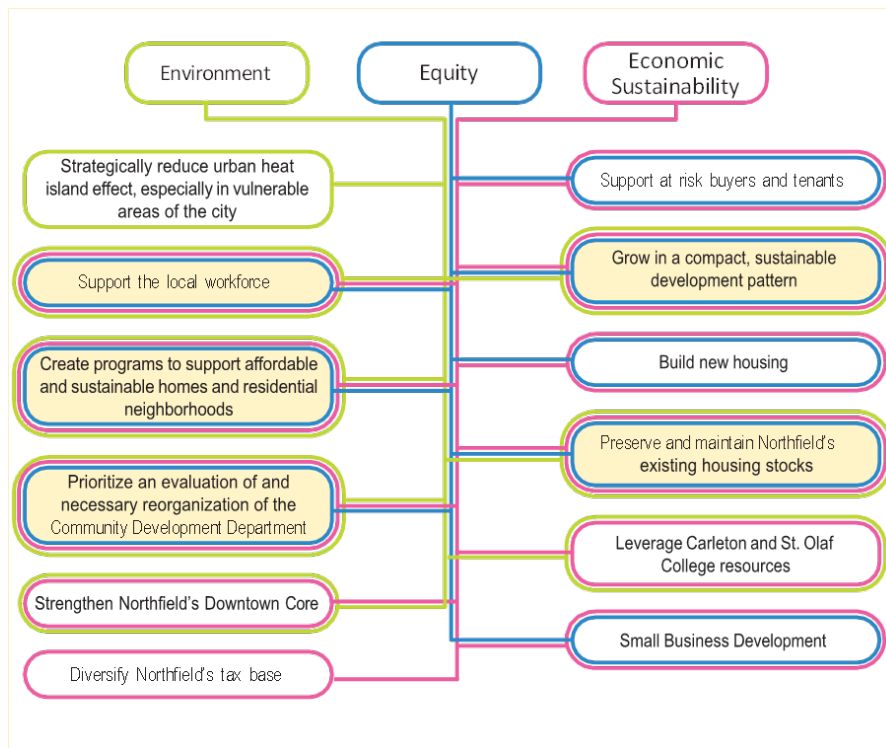 Environment
Equity
Economic
Sustainability
Strategically reduce urban heat
island effect, especially in vulnerable
areas of the city
Support the local workforce
Create programs to support affordable
and sustainable homes and residential
neighborhoods
Prioritize an evaluation of and
necessary reorganization of the
Community Development Department
Strengthen Northfield's Downtown Core
Diversify Northfield's tax base
Support at risk buyers and tenants
Grow in a compact, sustainable
development pattern
Build new housing
Preserve and maintain Northfield's
existing housing stocks
Leverage Carleton and St. Olaf
College resources
Small Business Development